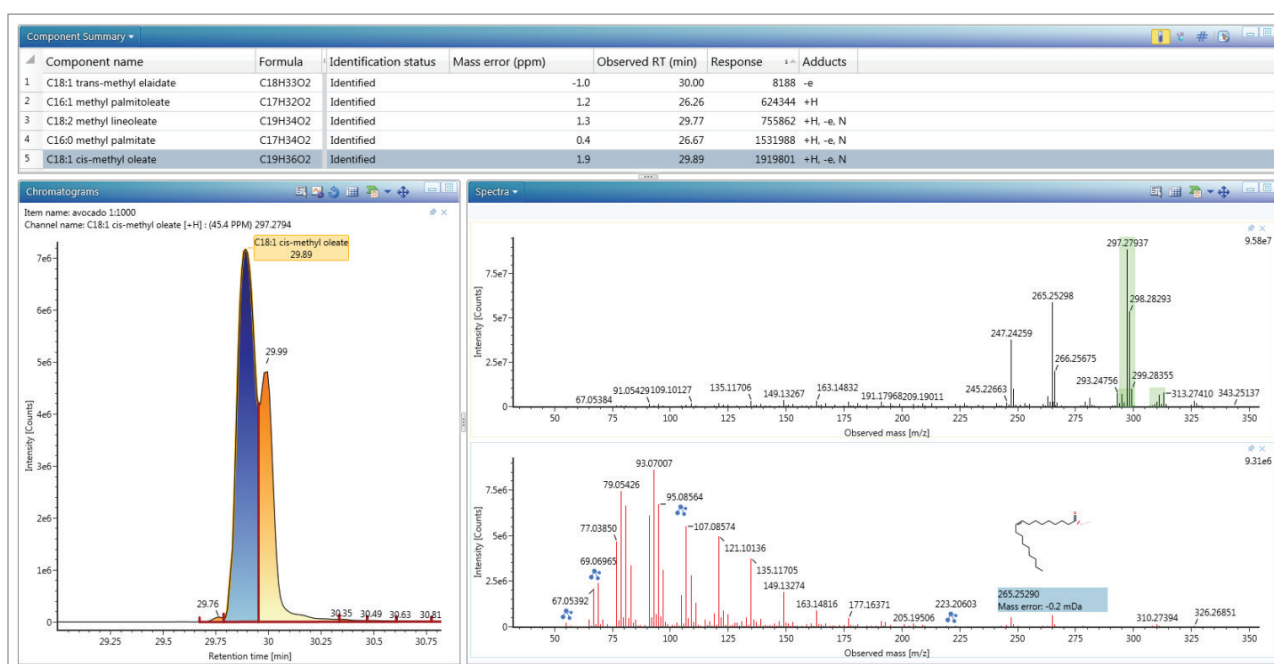 Component Summary
Component name Formula Identification status Mass error (ppm) Observed RT (min) Response Adducts
1 C18:1 trans-methyl elaidate C18H33O2 Identified -1.0 30.00 8188 -e
2 C16:1 methyl palmitoleate C17H32O2 Identified 1.2 26.26 624344 +H
3 C18:2 methyl lineoleate C19H34O2 Identified 1.3 29.77 755862 +H, -e, N
4 C16:0 methyl palmitate C17H34O2 Identified 0.4 26.67 1531988 +H, -e, N
5 C18:1 cis-methyl oleate C19H36O2 Identified 1.9 29.89 1919801 +H, -e, N
Chromatograms
Item name: avocado 1:1000
Channel name: C18:1 cis-methyl oleate [+H] : (45.4 PPM) 297.2794
7e6
6e6
5e6
4e6
3e6
2e6
1e6
0
Intensity [Counts]
C18:1 cis-methyl oleate
29.89
29.99
29.76
30.35 30.49 30.63 30.81
29.25 29.5 29.75 30 30.25 30.5 30.75
Retention time [min]
Spectra
9.58e7
7.5e7
5e7
2.5e7
0
Intensity [Counts]
297.27937
265.25298
298.28293
247.24259
266.25675
299.28355
293.24756
245.22663
313.27410
343.25137
67.05384
91.05429
109.10127
135.11706
149.13267
163.14832
191.17968
209.19011
50 75 100 125 150 175 200 225 250 275 300 325 350
Observed mass [m/z]
9.31e6
7.5e6
5e6
2.5e6
0
Intensity [Counts]
93.07007
79.05426
95.08564
77.03850
107.08574
69.06965
121.10136
135.11705
67.05392
149.13274
163.14816
177.16371
205.19506
223.20603
265.25290
Mass error: -0.2 mDa
310.27394
326.26851
50 75 100 125 150 175 200 225 250 275 300 325 350
Observed mass [m/z]